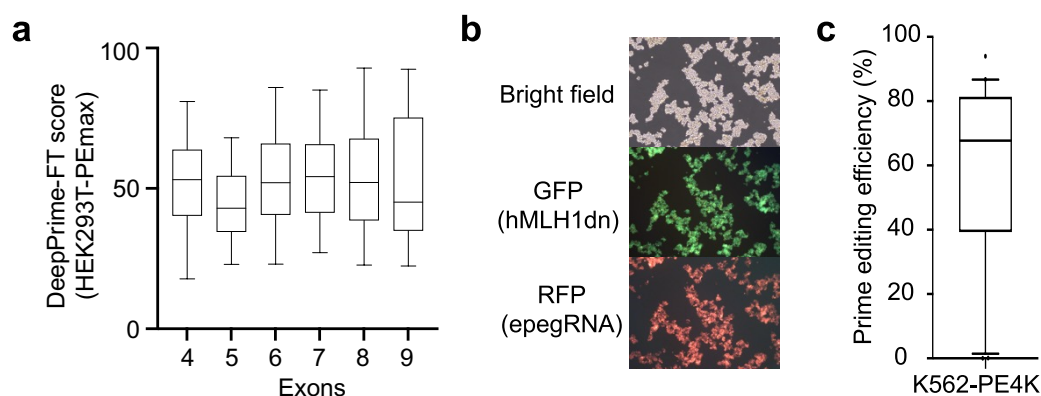 a
b
c
100
50
0
DeepPrime-FT score
(HEK293T-PEmax)
4 5 6 7 8 9
Exons
Bright field
GFP
(hMLH1dn)
RFP
(epegRNA)
Prime editing efficiency (%)
100
80
60
40
20
0
K562-PE4K